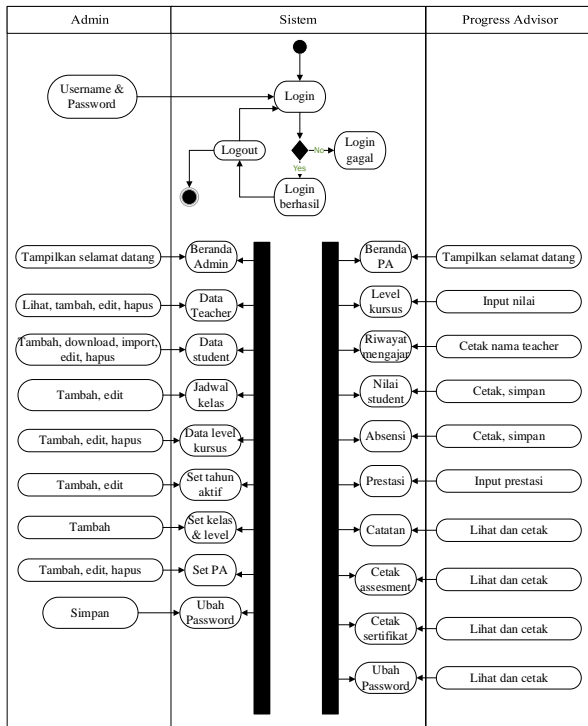 Admin
Sistem
Progress Advisor
Username &
Password
Login
Logout
No
Login
gagal
Yes
Login
berhasil
Tampilkan selamat datang
Beranda
Admin
Beranda
PA
Tampilkan selamat datang
Lihat, tambah, edit, hapus
Data
Teacher
Level
kursus
Input nilai
Tambah, download, import,
edit, hapus
Data
student
Riwayat
mengajar
Cetak nama teacher
Tambah, edit
Jadwal
kelas
Nilai
student
Cetak, simpan
Tambah, edit, hapus
Data level
kursus
Absensi
Cetak, simpan
Tambah, edit
Set tahun
aktif
Prestasi
Input prestasi
Tambah
Set kelas
& level
Catatan
Lihat dan cetak
Tambah, edit, hapus
Set PA
Cetak
assesment
Lihat dan cetak
Simpan
Ubah
Password
Cetak
sertifikat
Lihat dan cetak
Ubah
Password
Lihat dan cetak